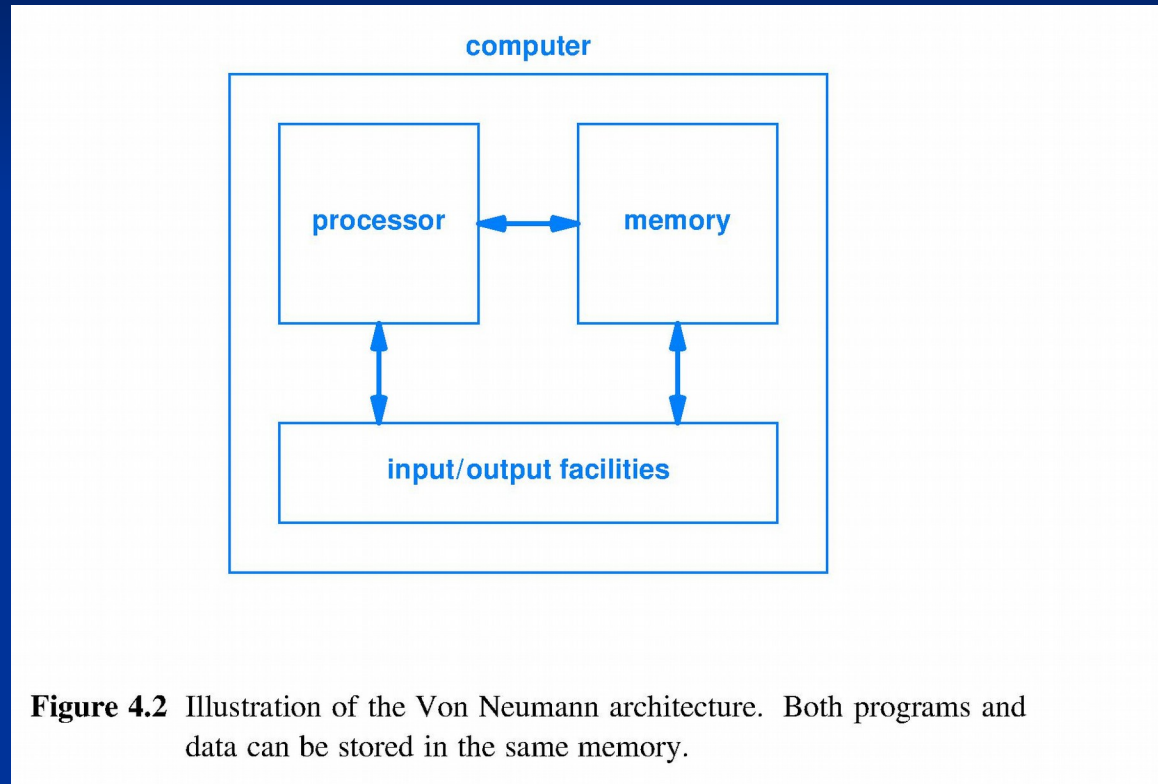 computer
processor
memory
input/output facilities
Figure 4.2 Illustration of the Von Neumann architecture. Both programs and
data can be stored in the same memory.